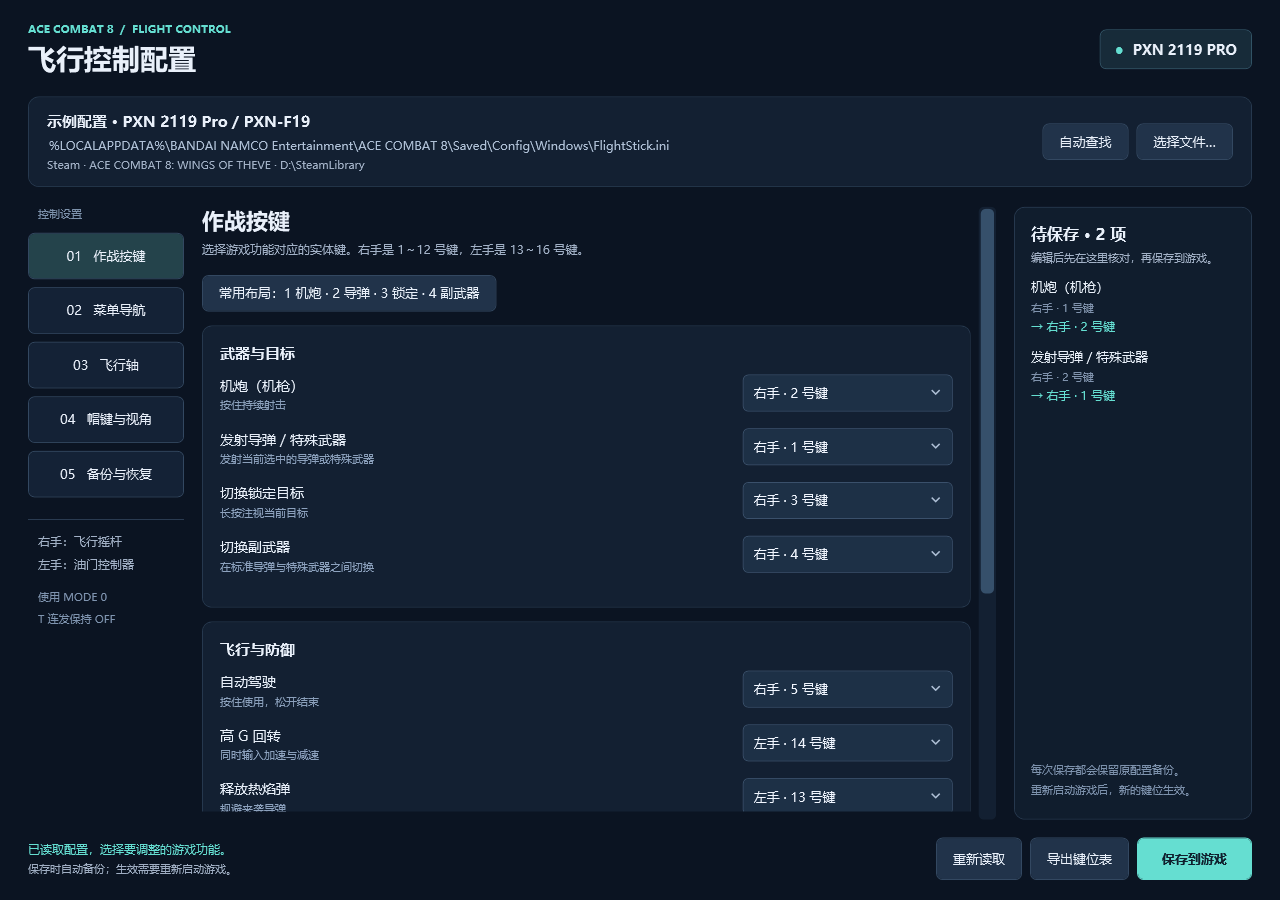 ACE COMBAT 8 / FLIGHT CONTROL
飞行控制配置
PXN 2119 PRO
示例配置 • PXN 2119 Pro / PXN-F19
%LOCALAPPDATA%\BANDAI NAMCO Entertainment\ACE COMBAT 8\Saved\Config\Windows\FlightStick.ini
Steam · ACE COMBAT 8: WINGS OF THEVE · D:\SteamLibrary
自动查找
选择文件...
控制设置
01 作战按键
02 菜单导航
03 飞行轴
04 帽键与视角
05 备份与恢复
右手：飞行摇杆
左手：油门控制器
使用 MODE 0
T 连发保持 OFF
作战按键
选择游戏功能对应的实体键。右手是 1～12 号键，左手是 13～16 号键。
常用布局：1 机炮 · 2 导弹 · 3 锁定 · 4 副武器
武器与目标
机炮（机枪）
按住持续射击
右手 · 2 号键
发射导弹 / 特殊武器
发射当前选中的导弹或特殊武器
右手 · 1 号键
切换锁定目标
长按注视当前目标
右手 · 3 号键
切换副武器
在标准导弹与特殊武器之间切换
右手 · 4 号键
飞行与防御
自动驾驶
按住使用，松开结束
右手 · 5 号键
高 G 回转
同时输入加速与减速
左手 · 14 号键
释放热焰弹
规避来袭导弹
左手 · 13 号键
待保存 • 2 项
编辑后先在这里核对，再保存到游戏。
机炮（机枪）
右手 · 1 号键
→ 右手 · 2 号键
发射导弹 / 特殊武器
右手 · 2 号键
→ 右手 · 1 号键
每次保存都会保留原配置备份。
重新启动游戏后，新的键位生效。
已读取配置，选择要调整的游戏功能。
保存时自动备份；生效需要重新启动游戏。
重新读取
导出键位表
保存到游戏